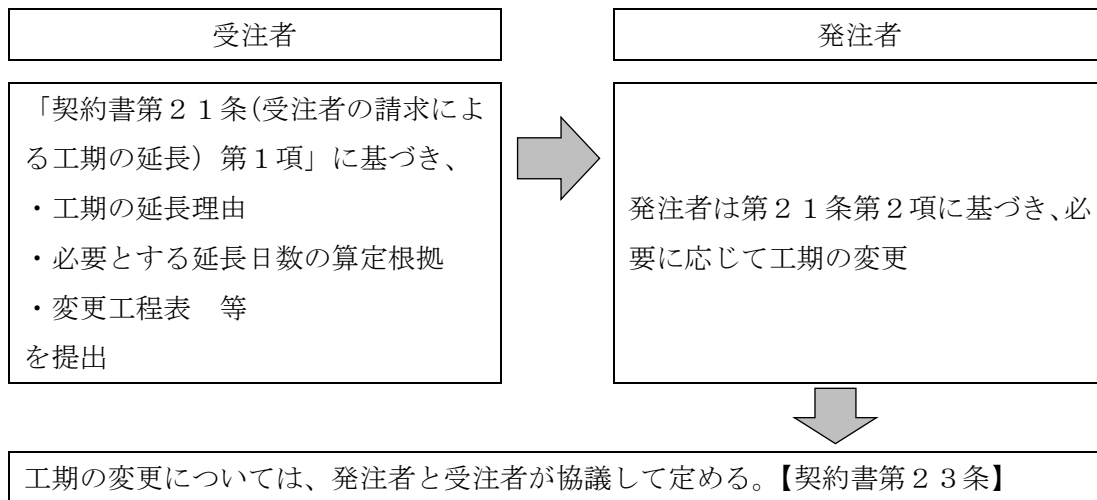 受注者
発注者
「契約書第21条(受注者の請求によ
る工期の延長）第1項」に基づき、
・工期の延長理由
・必要とする延長日数の算定根拠
・変更工程表　等
を提出
発注者は第21条第2項に基づき、必
要に応じて工期の変更
工期の変更については、発注者と受注者が協議して定める。【契約書第23条】